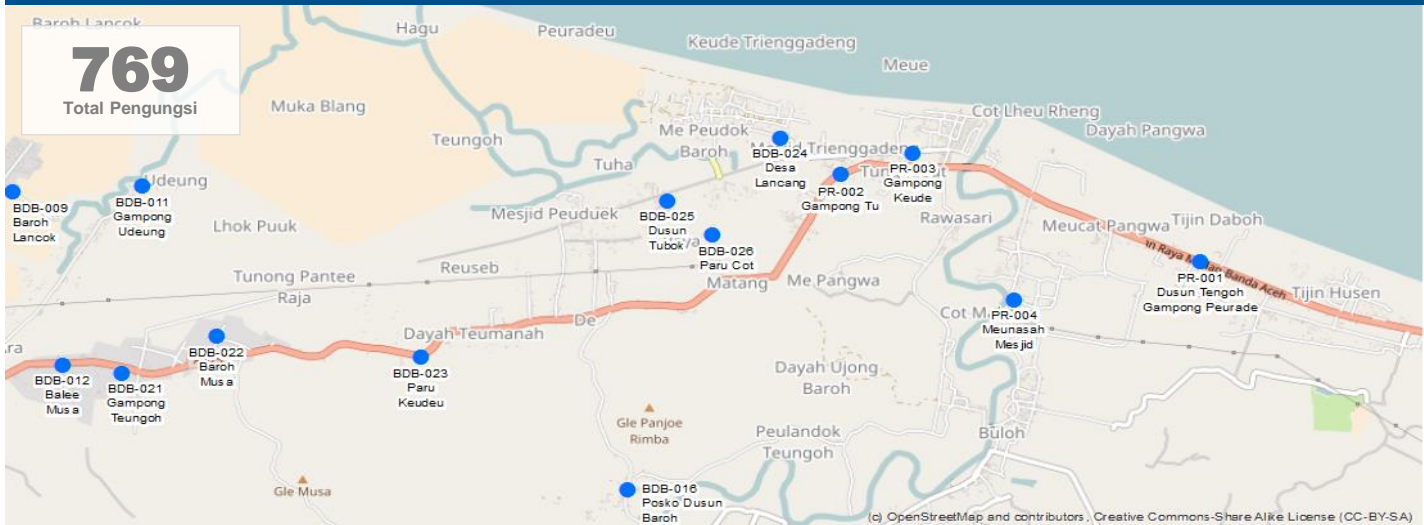 Baroh Lancok
769
Total Pengungsi
Hagu
Peuradeu
Keude Trienggadeng
Meue
Muka Blang
Teungoh
Me Peudok
Baroh
Cot Lheu Rheng
Dayah Pangwa
Tuha
BDB-024
Desa
Lancang
PR-003
Gampong
Keude
PR-002
Gampong Tu
Udeung
BDB-009
Baroh
Lancok
BDB-011
Gampong
Udeung
Lhok Puuk
Mesjid Peuduek
BDB-025
Dusun
Tubok
BDB-026
Paru Cot
Rawasari
Meucat Pangwa
Tijin Daboh
Tunong Pantee
Raja
Reuseb
Matang
Me Pangwa
PR-001
Dusun Tengoh
Gampong Peurade
Banda Aceh
Tijin Husen
PR-004
Meunasah
Mesjid
Dayah Teumanah
De
BDB-022
Baroh
Musa
BDB-012
Balee
Musa
BDB-021
Gampong
Teungoh
BDB-023
Paru
Keudeu
Dayah Ujong
Baroh
Gle Panjoe
Rimba
Peulandok
Teungoh
Buloh
Gle Musa
BDB-016
Posko Dusun
Baroh
(c) OpenStreetMap and contributors, Creative Commons-Share Alike License (CC-BY-SA)